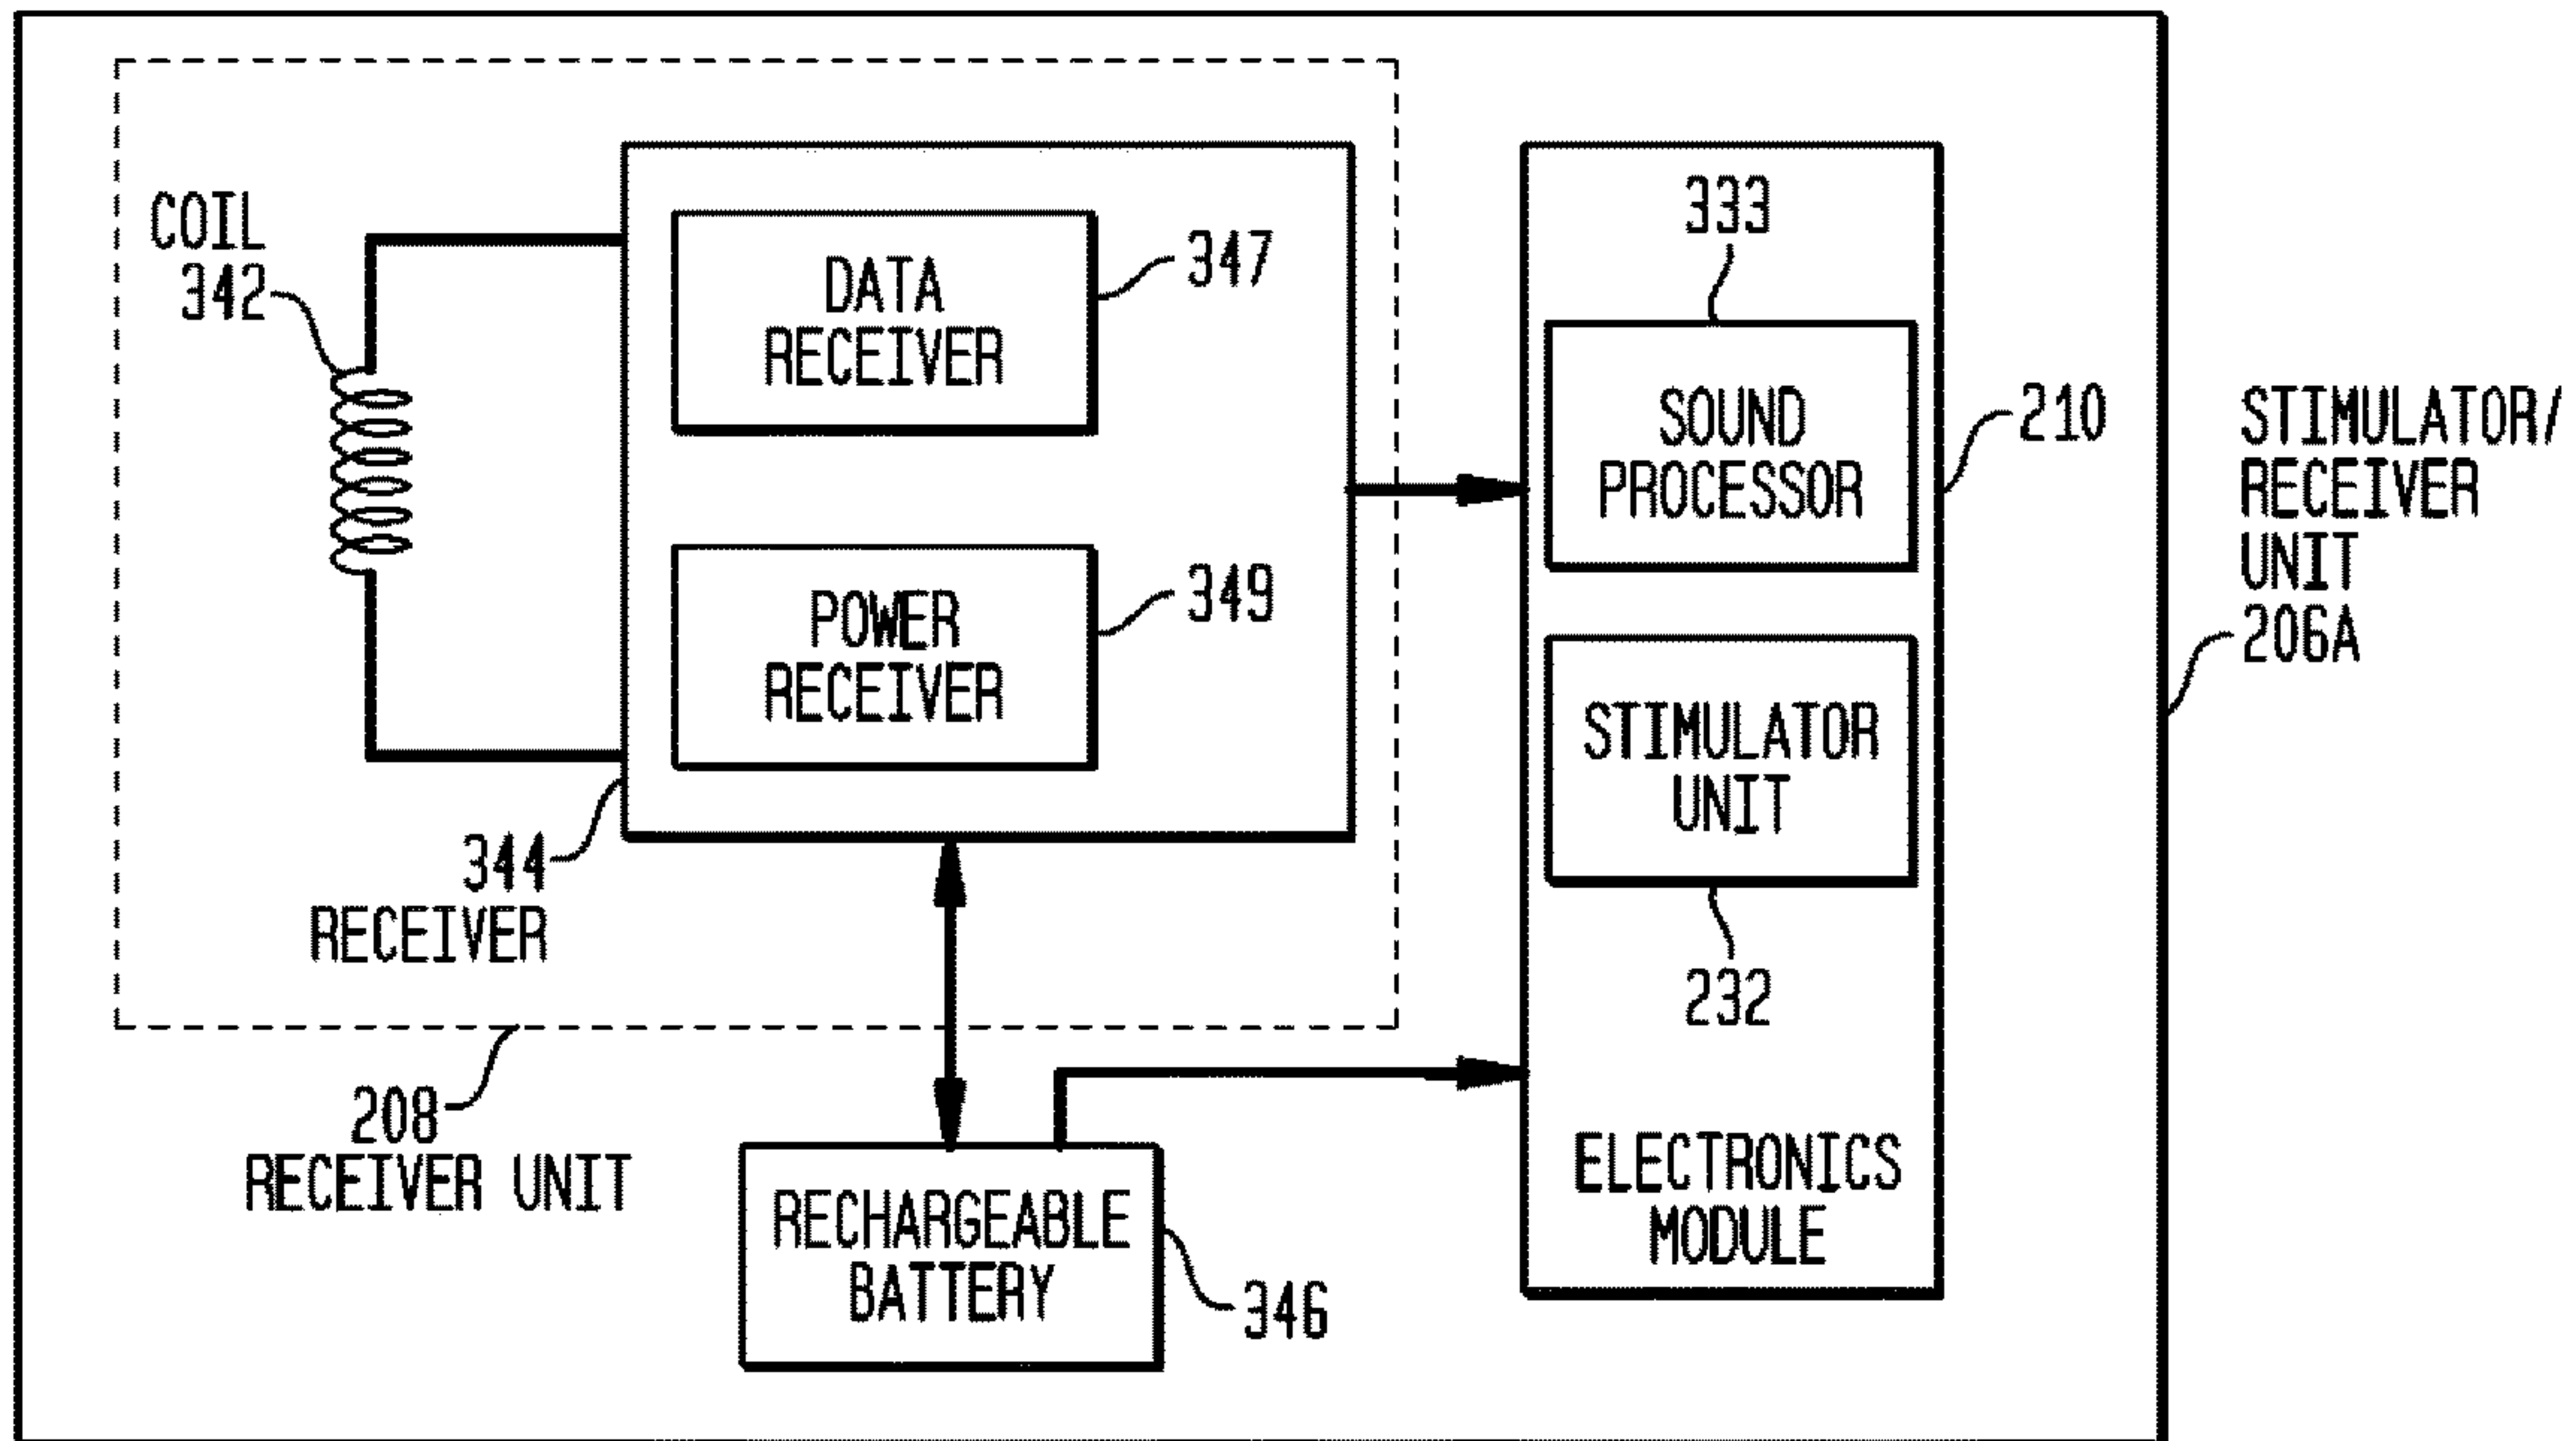 COIL
342
DATA
RECEIVER
347
POWER
RECEIVER
349
344
RECEIVER
208
RECEIVER UNIT
RECHARGEABLE
BATTERY
346
333
SOUND
PROCESSOR
210
STIMULATOR
UNIT
232
ELECTRONICS
MODULE
STIMULATOR/
RECEIVER
UNIT
206A